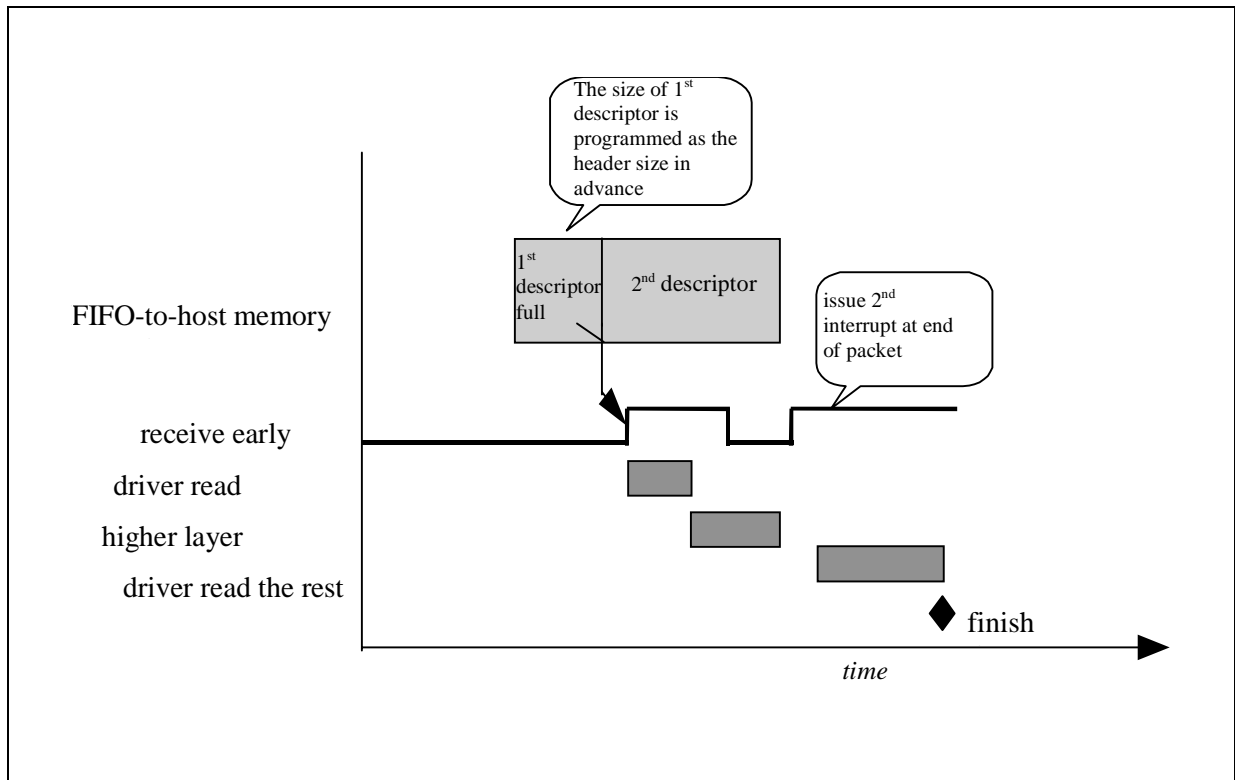 The size of 1st
descriptor is
programmed as the
header size in
advance
1st
descriptor
full
2nd descriptor
FIFO-to-host memory
issue 2nd
interrupt at end
of packet
receive early
driver read
higher layer
driver read the rest
finish
time